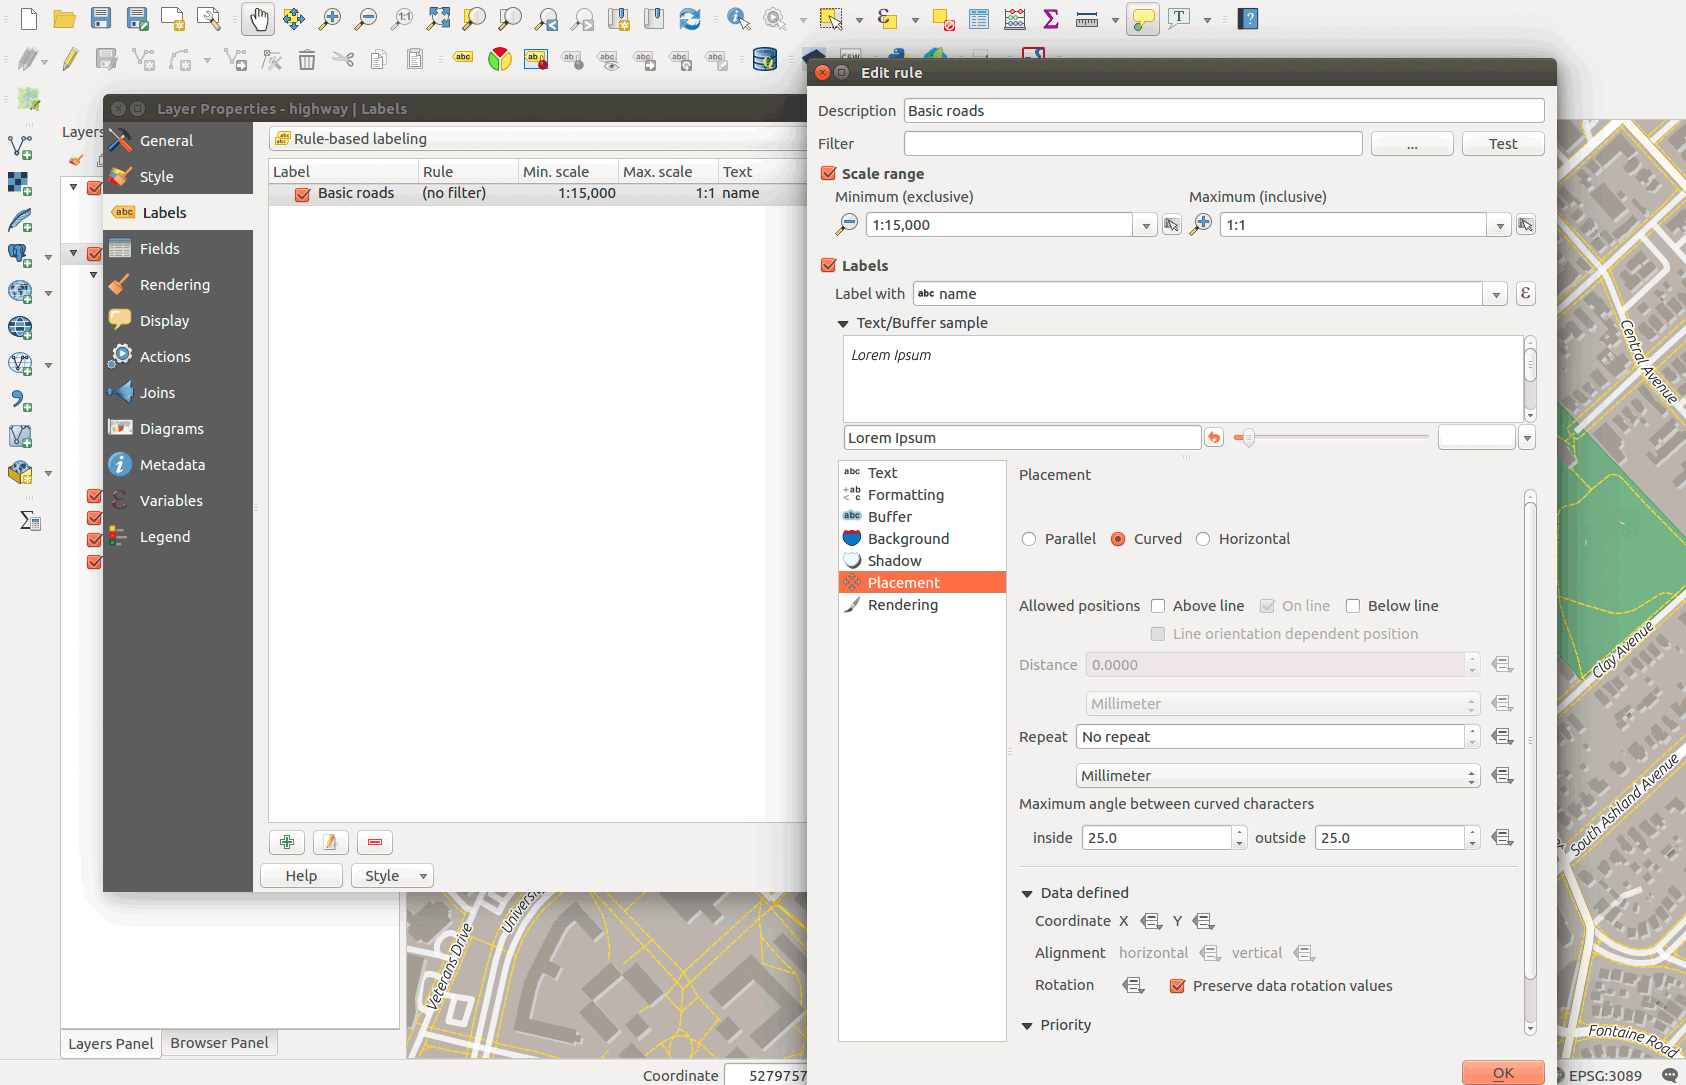 Layers
Layer Properties - highway | Labels
General
Style
Labels
Fields
Rendering
Display
Actions
Joins
Diagrams
Metadata
Variables
Legend
Rule-based labeling
Label Rule Min. scale Max. scale Text
Basic roads (no filter) 1:15,000 1:1 name
Help Style
Layers Panel Browser Panel
Coordinate 5279757
Edit rule
Description Basic roads
Filter ... Test
Scale range
Minimum (exclusive) Maximum (inclusive)
1:15,000 1:1
Labels
Label with abc name ε
Text/Buffer sample
Lorem Ipsum
Lorem Ipsum
abc Text
Formatting
abc Buffer
Background
Shadow
Placement
Rendering
Placement
Parallel Curved Horizontal
Allowed positions Above line On line Below line
Line orientation dependent position
Distance 0.0000
Millimeter
Repeat No repeat
Millimeter
Maximum angle between curved characters
inside 25.0 outside 25.0
Data defined
Coordinate X Y
Alignment horizontal vertical
Rotation Preserve data rotation values
Priority
OK
EPSG:3089
Central Avenue
Clay Avenue
South Ashland Avenue
Fontaine Road
Veterans Drive